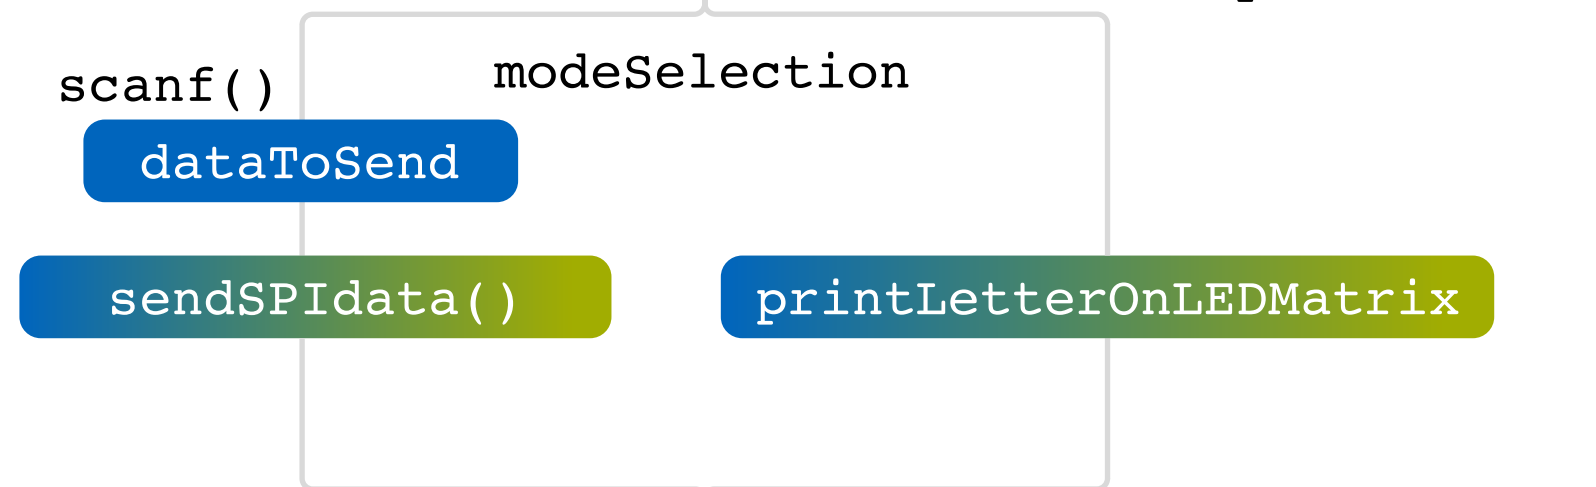 modeSelection
scanf()
dataToSend
sendSPIdata()
printLetterOnLEDMatrix